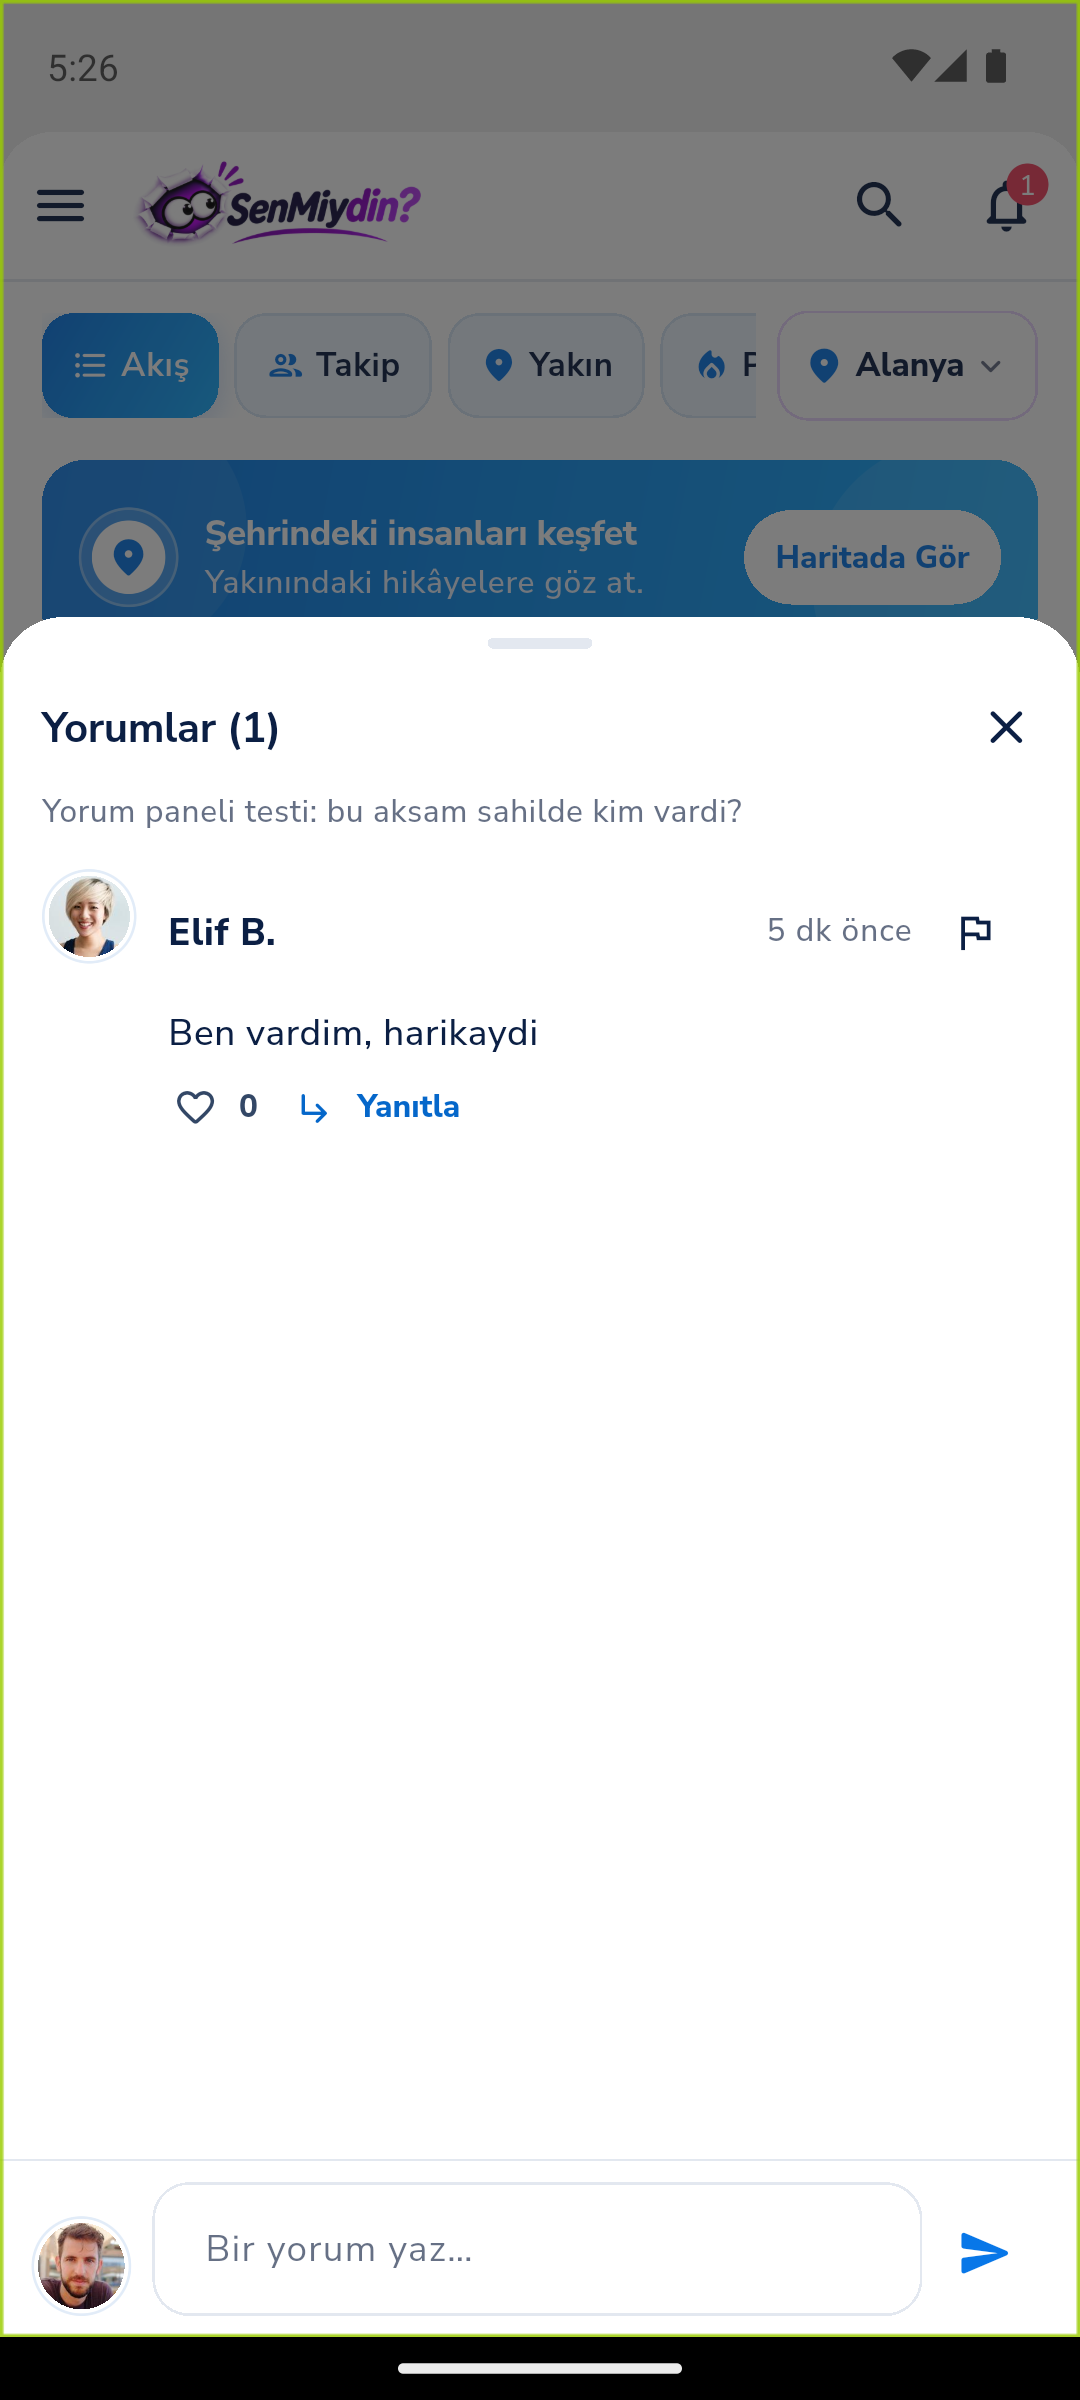 5:26
SenMiydin?
1
Akış
Takip
Yakın
Alanya
Şehrindeki insanları keşfet
Yakınındaki hikâyelere göz at.
Haritada Gör
Yorumlar (1)
Yorum paneli testi: bu aksam sahilde kim vardi?
Elif B.
5 dk önce
Ben vardim, harikaydi
0
Yanıtla
Bir yorum yaz...